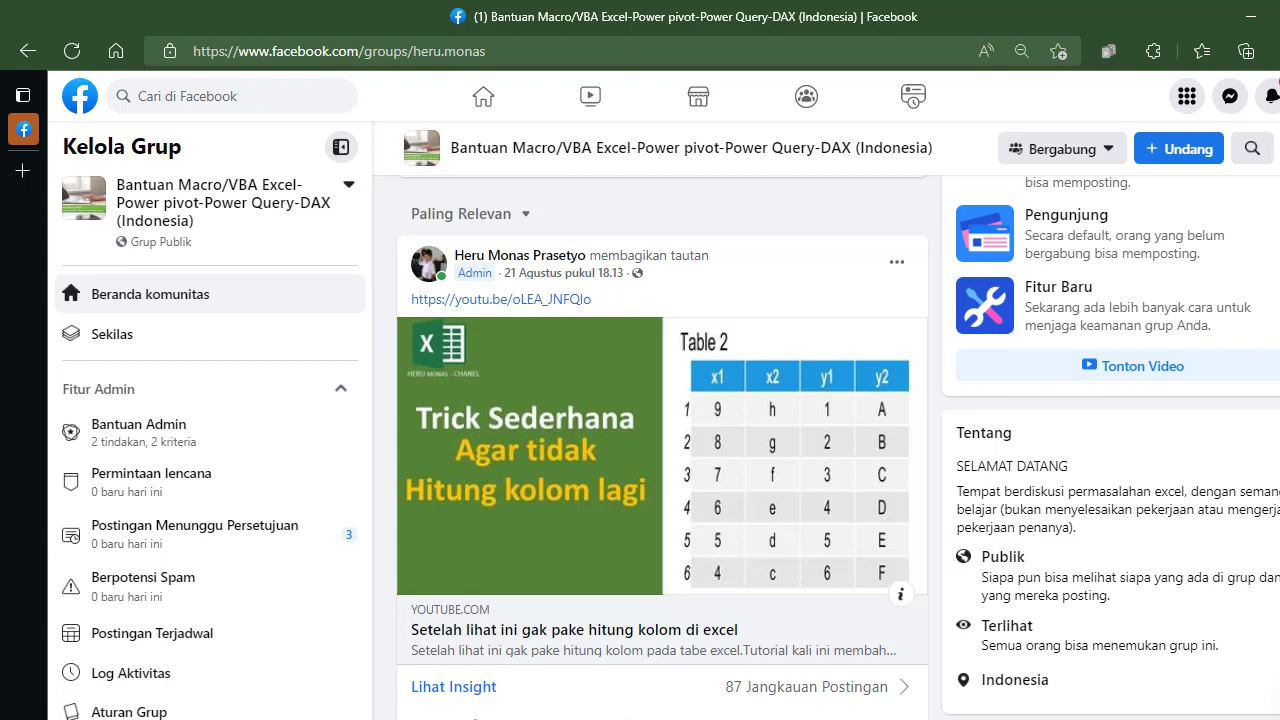 (1) Bantuan Macro/VBA Excel-Power pivot-Power Query-DAX (Indonesia) | Facebook
https://www.facebook.com/groups/heru.monas
Cari di Facebook
Kelola Grup
Bantuan Macro/VBA Excel-
Power pivot-Power Query-DAX
(Indonesia)
Grup Publik
Beranda komunitas
Sekilas
Fitur Admin
Bantuan Admin
2 tindakan, 2 kriteria
Permintaan lencana
0 baru hari ini
Postingan Menunggu Persetujuan
0 baru hari ini
3
Berpotensi Spam
0 baru hari ini
Postingan Terjadwal
Log Aktivitas
Aturan Grup
Bantuan Macro/VBA Excel-Power pivot-Power Query-DAX (Indonesia)
Bergabung
+ Undang
Paling Relevan
Heru Monas Prasetyo membagikan tautan
Admin · 21 Agustus pukul 18.13 ·
https://youtu.be/oLEA_JNFQIo
X
HERU MONAS - CHANEL
Trick Sederhana
Agar tidak
Hitung kolom lagi
Table 2
x1 x2 y1 y2
1 9 h 1 A
2 8 g 2 B
3 7 f 3 C
4 6 e 4 D
5 5 d 5 E
6 4 c 6 F
YOUTUBE.COM
Setelah lihat ini gak pake hitung kolom di excel
Setelah lihat ini gak pake hitung kolom pada tabe excel.Tutorial kali ini membah...
Lihat Insight
87 Jangkauan Postingan
bisa memposting.
Pengunjung
Secara default, orang yang belum
bergabung bisa memposting.
Fitur Baru
Sekarang ada lebih banyak cara untuk
menjaga keamanan grup Anda.
Tonton Video
Tentang
SELAMAT DATANG
Tempat berdiskusi permasalahan excel, dengan seman
belajar (bukan menyelesaikan pekerjaan atau mengerja
pekerjaan penanya).
Publik
Siapa pun bisa melihat siapa yang ada di grup dan
yang mereka posting.
Terlihat
Semua orang bisa menemukan grup ini.
Indonesia